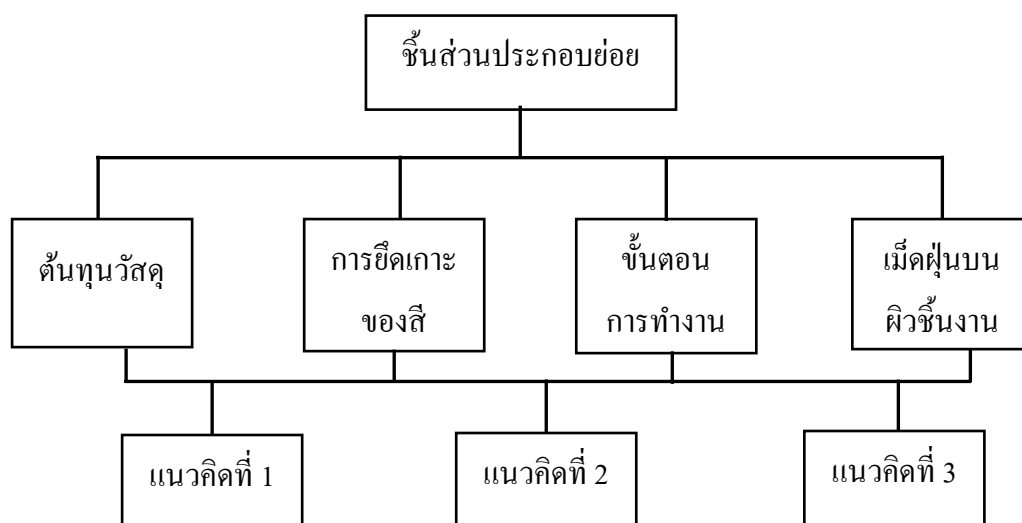 ชิ้นส่วนประกอบย่อย
ต้นทุนวัสดุ
การยึดเกาะ
ของสี
ขั้นตอน
การทำงาน
เม็ดฝุ่นบน
ผิวชิ้นงาน
แนวคิดที่ 1
แนวคิดที่ 2
แนวคิดที่ 3